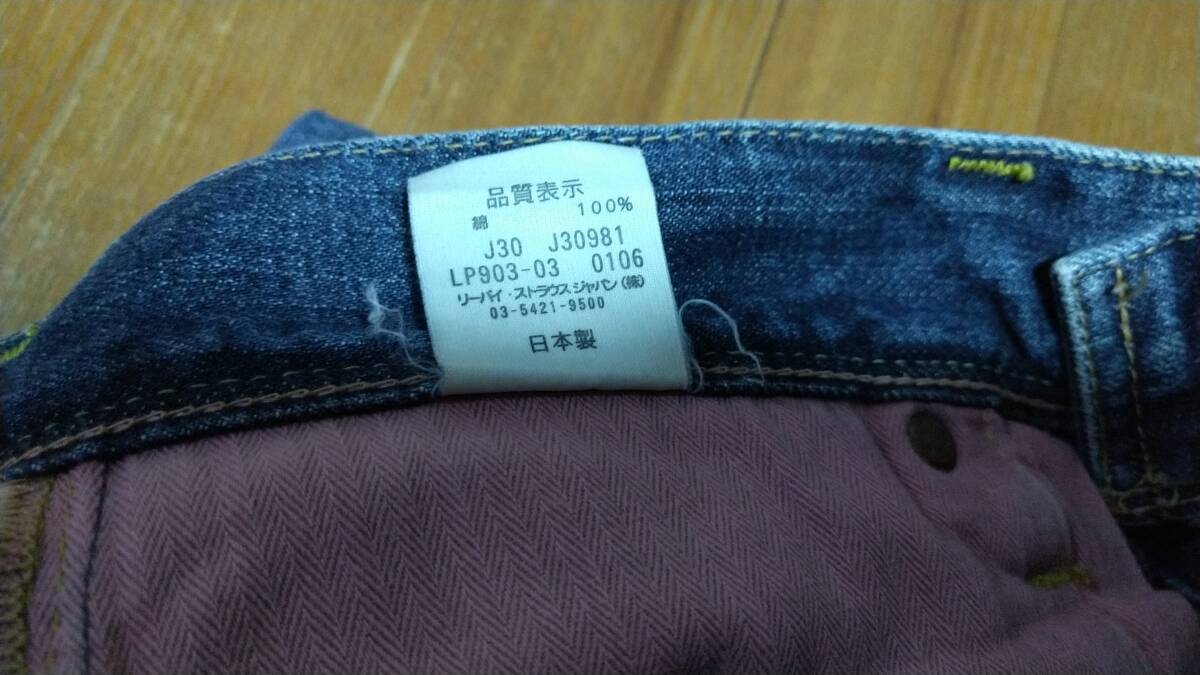 品質表示
綿 100%
J30 J30981
LP903-03 0106
リーバイ・ストラウスジャパン(株)
03-5421-9500
日本製